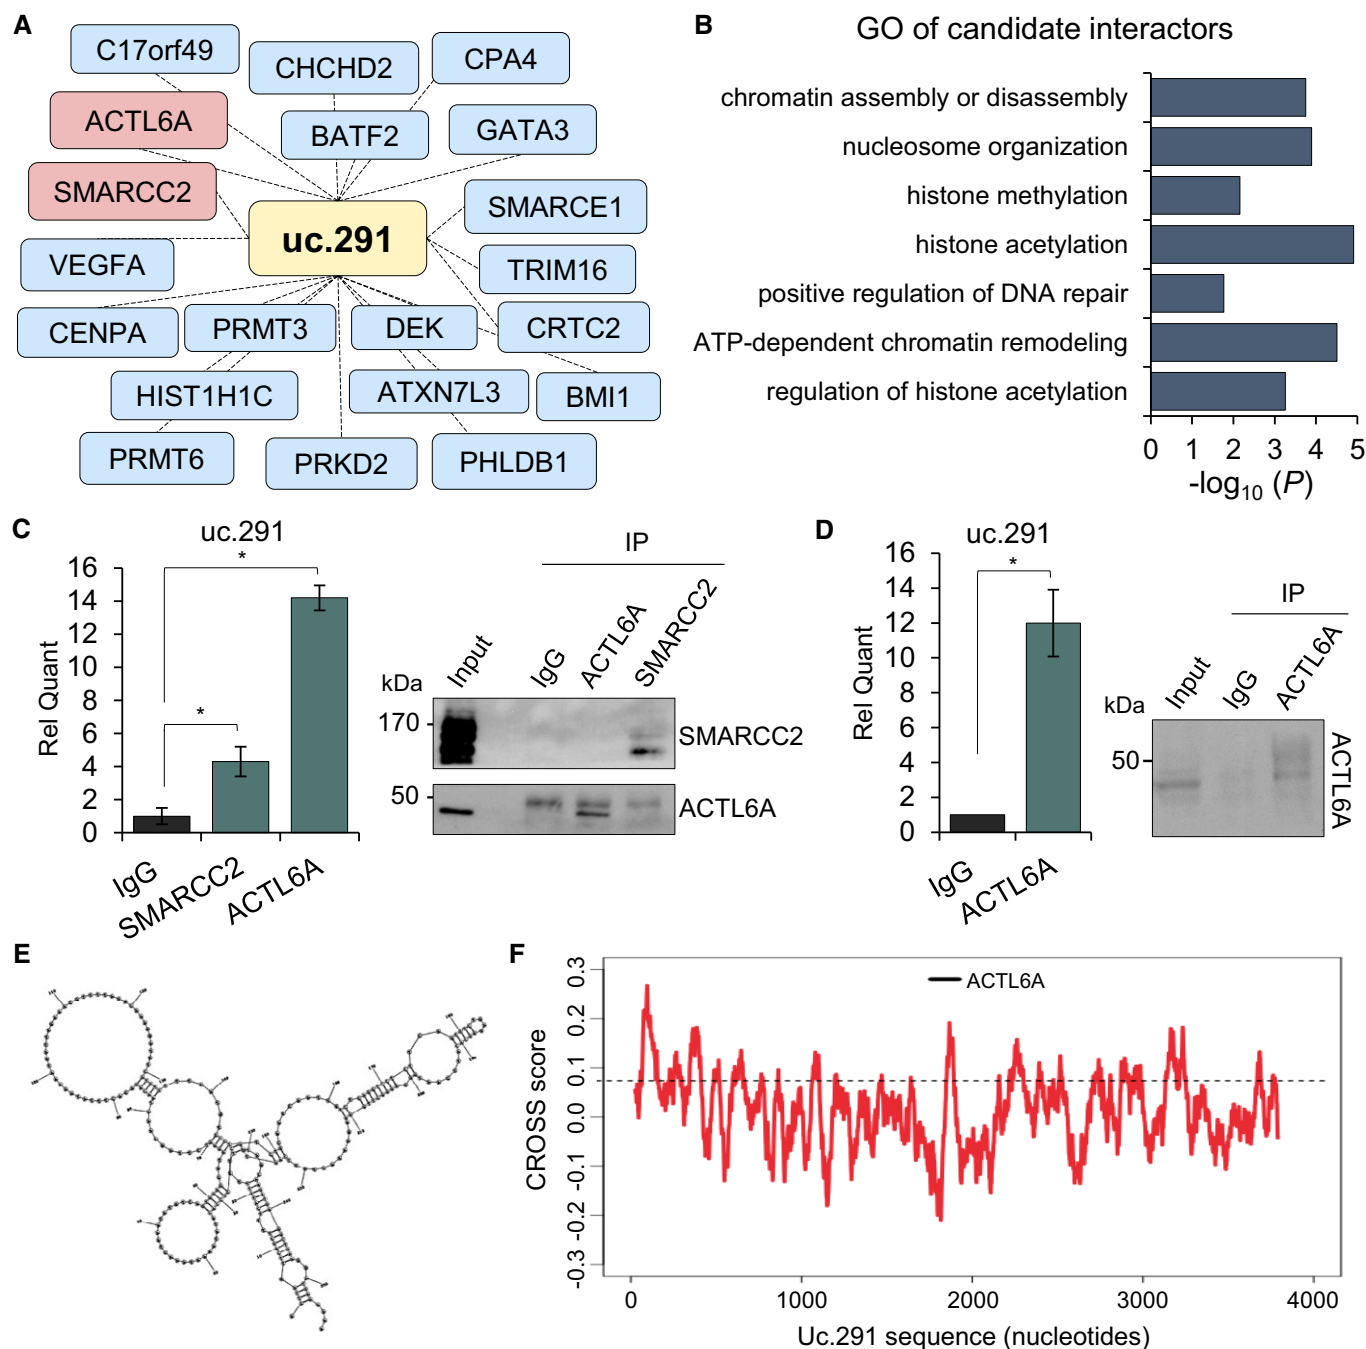 A
C17orf49
CHCHD2
CPA4
ACTL6A
BATF2
GATA3
SMARCC2
SMARCE1
uc.291
VEGFA
TRIM16
CENPA
PRMT3
DEK
CRTC2
HIST1H1C
ATXN7L3
BMI1
PRMT6
PRKD2
PHLDB1
B
GO of candidate interactors
chromatin assembly or disassembly
nucleosome organization
histone methylation
histone acetylation
positive regulation of DNA repair
ATP-dependent chromatin remodeling
regulation of histone acetylation
0 1 2 3 4 5
-log10 (P)
C
uc.291
*
*
16
14
12
10
8
6
4
2
0
Rel Quant
IgG
SMARCC2
ACTL6A
IP
Input
IgG
ACTL6A
SMARCC2
kDa
170
SMARCC2
50
ACTL6A
D
uc.291
*
16
14
12
10
8
6
4
2
0
Rel Quant
IgG
ACTL6A
IP
Input
IgG
ACTL6A
kDa
50
ACTL6A
E
F
ACTL6A
0.3
0.2
0.1
0.0
-0.1
-0.2
-0.3
CROSS score
0 1000 2000 3000 4000
Uc.291 sequence (nucleotides)